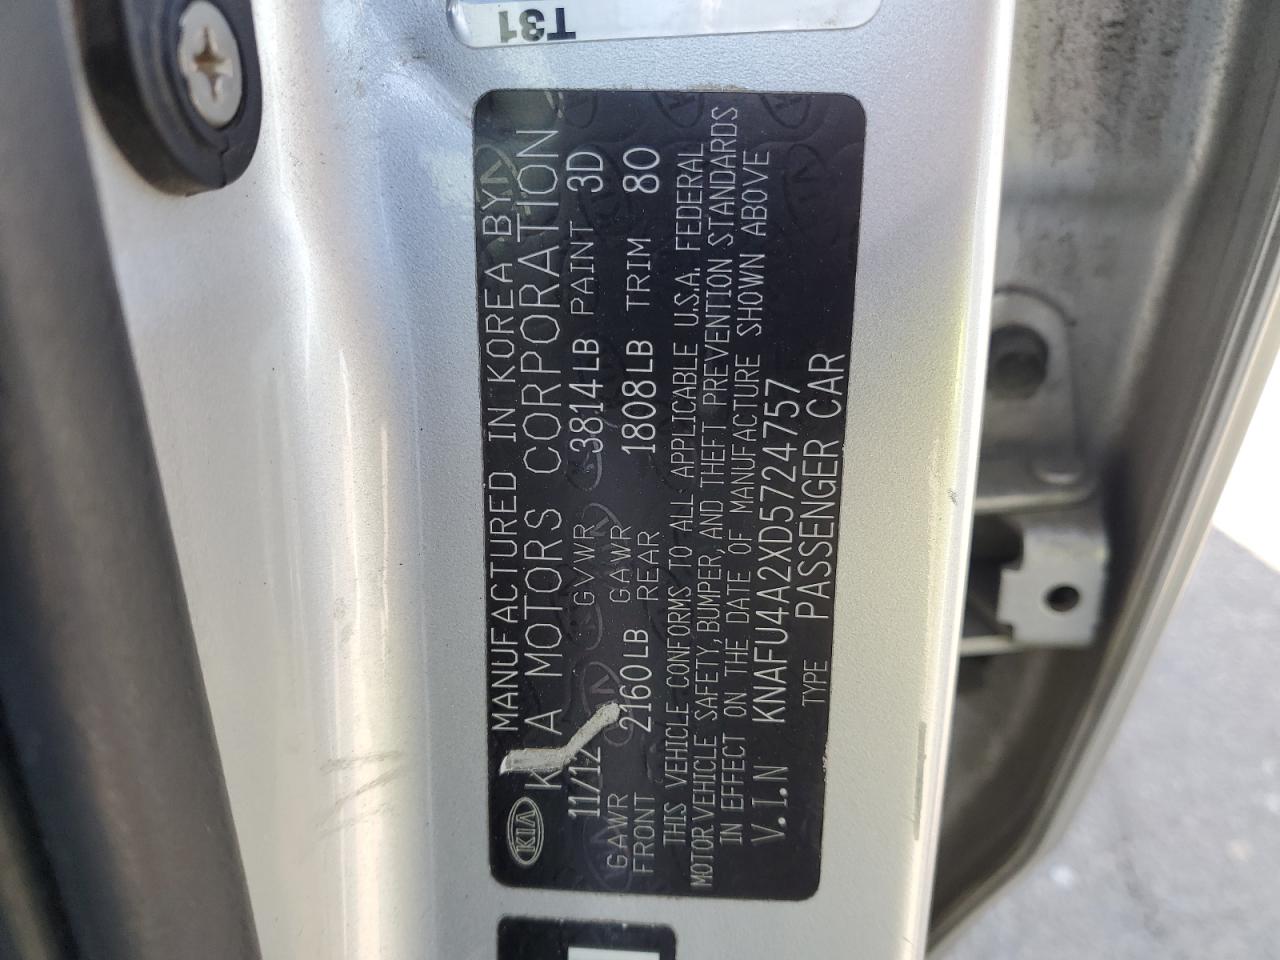 T31
MANUFACTURED IN KOREA BY
KIA K A MOTORS CORPORATION
11/12 GVWR 3814LB PAINT 3D
GAWR FRONT 2160LB GAWR REAR 1808LB TRIM 80
THIS VEHICLE CONFORMS TO ALL APPLICABLE U.S.A. FEDERAL
MOTOR VEHICLE SAFETY, BUMPER, AND THEFT PREVENTION STANDARDS
IN EFFECT ON THE DATE OF MANUFACTURE SHOWN ABOVE
V.I.N KNAFU4A2XD5724757
TYPE PASSENGER CAR